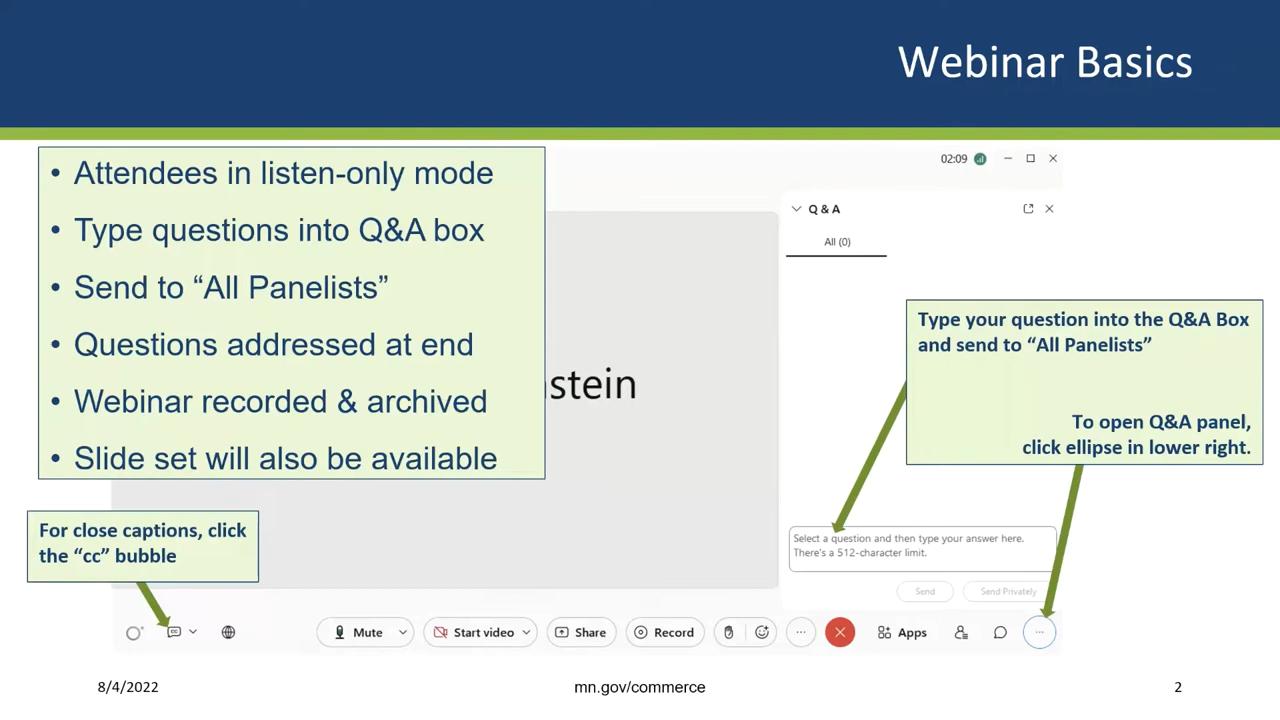 Webinar Basics
• Attendees in listen-only mode
• Type questions into Q&A box
• Send to “All Panelists”
• Questions addressed at end
• Webinar recorded & archived
• Slide set will also be available
02:09
Q & A
All (0)
Type your question into the Q&A Box
and send to “All Panelists”
To open Q&A panel,
click ellipse in lower right.
stein
For close captions, click
the “cc” bubble
Select a question and then type your answer here.
There's a 512-character limit.
Send
Send Privately
CC
Mute
Start video
Share
Record
Apps
8/4/2022
mn.gov/commerce
2